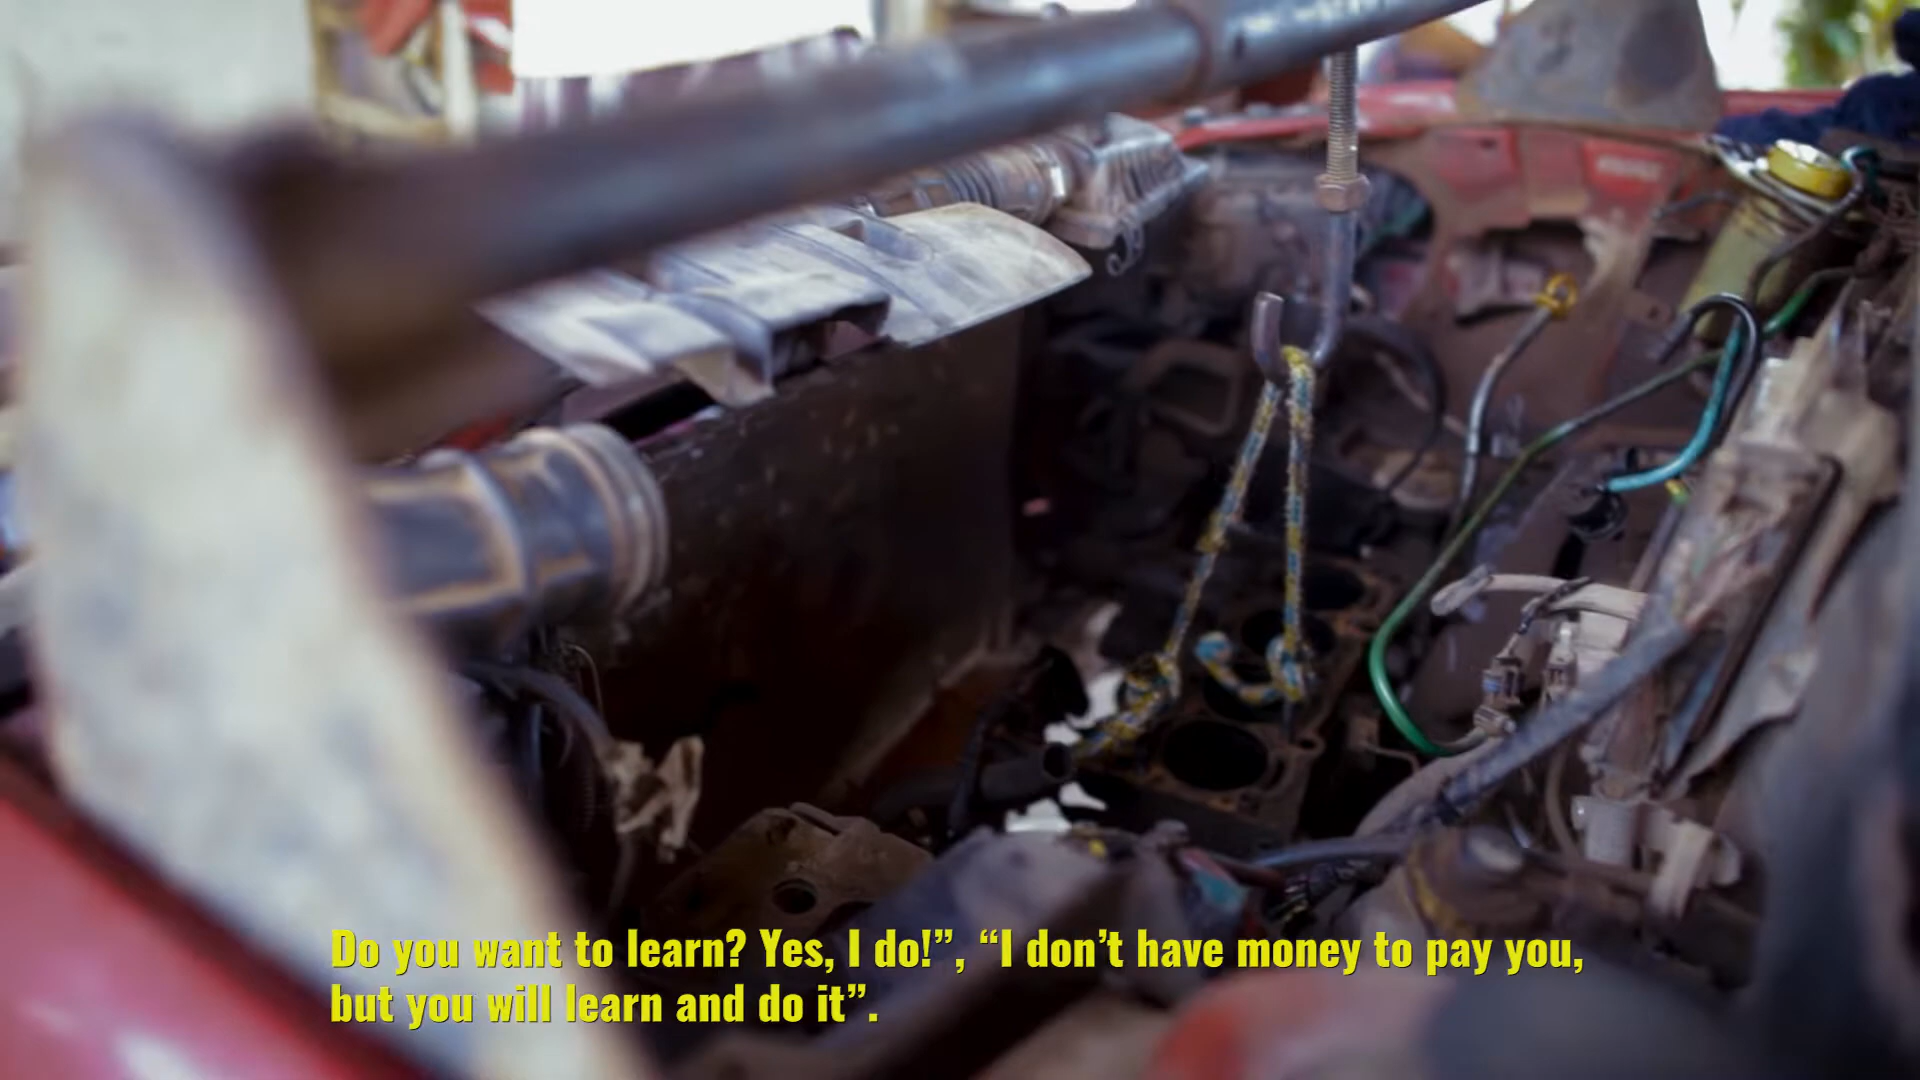 Do you want to learn? Yes, I do!”, “I don’t have money to pay you,
but you will learn and do it”.